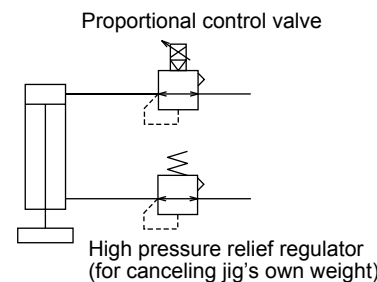 Proportional control valve
High pressure relief regulator
(for canceling jig's own weight)